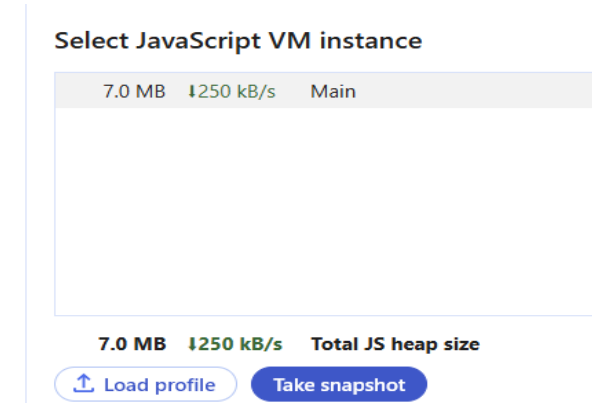 Select JavaScript VM instance
7.0 MB ⬇250 kB/s Main
7.0 MB ⬇250 kB/s Total JS heap size
Load profile Take snapshot